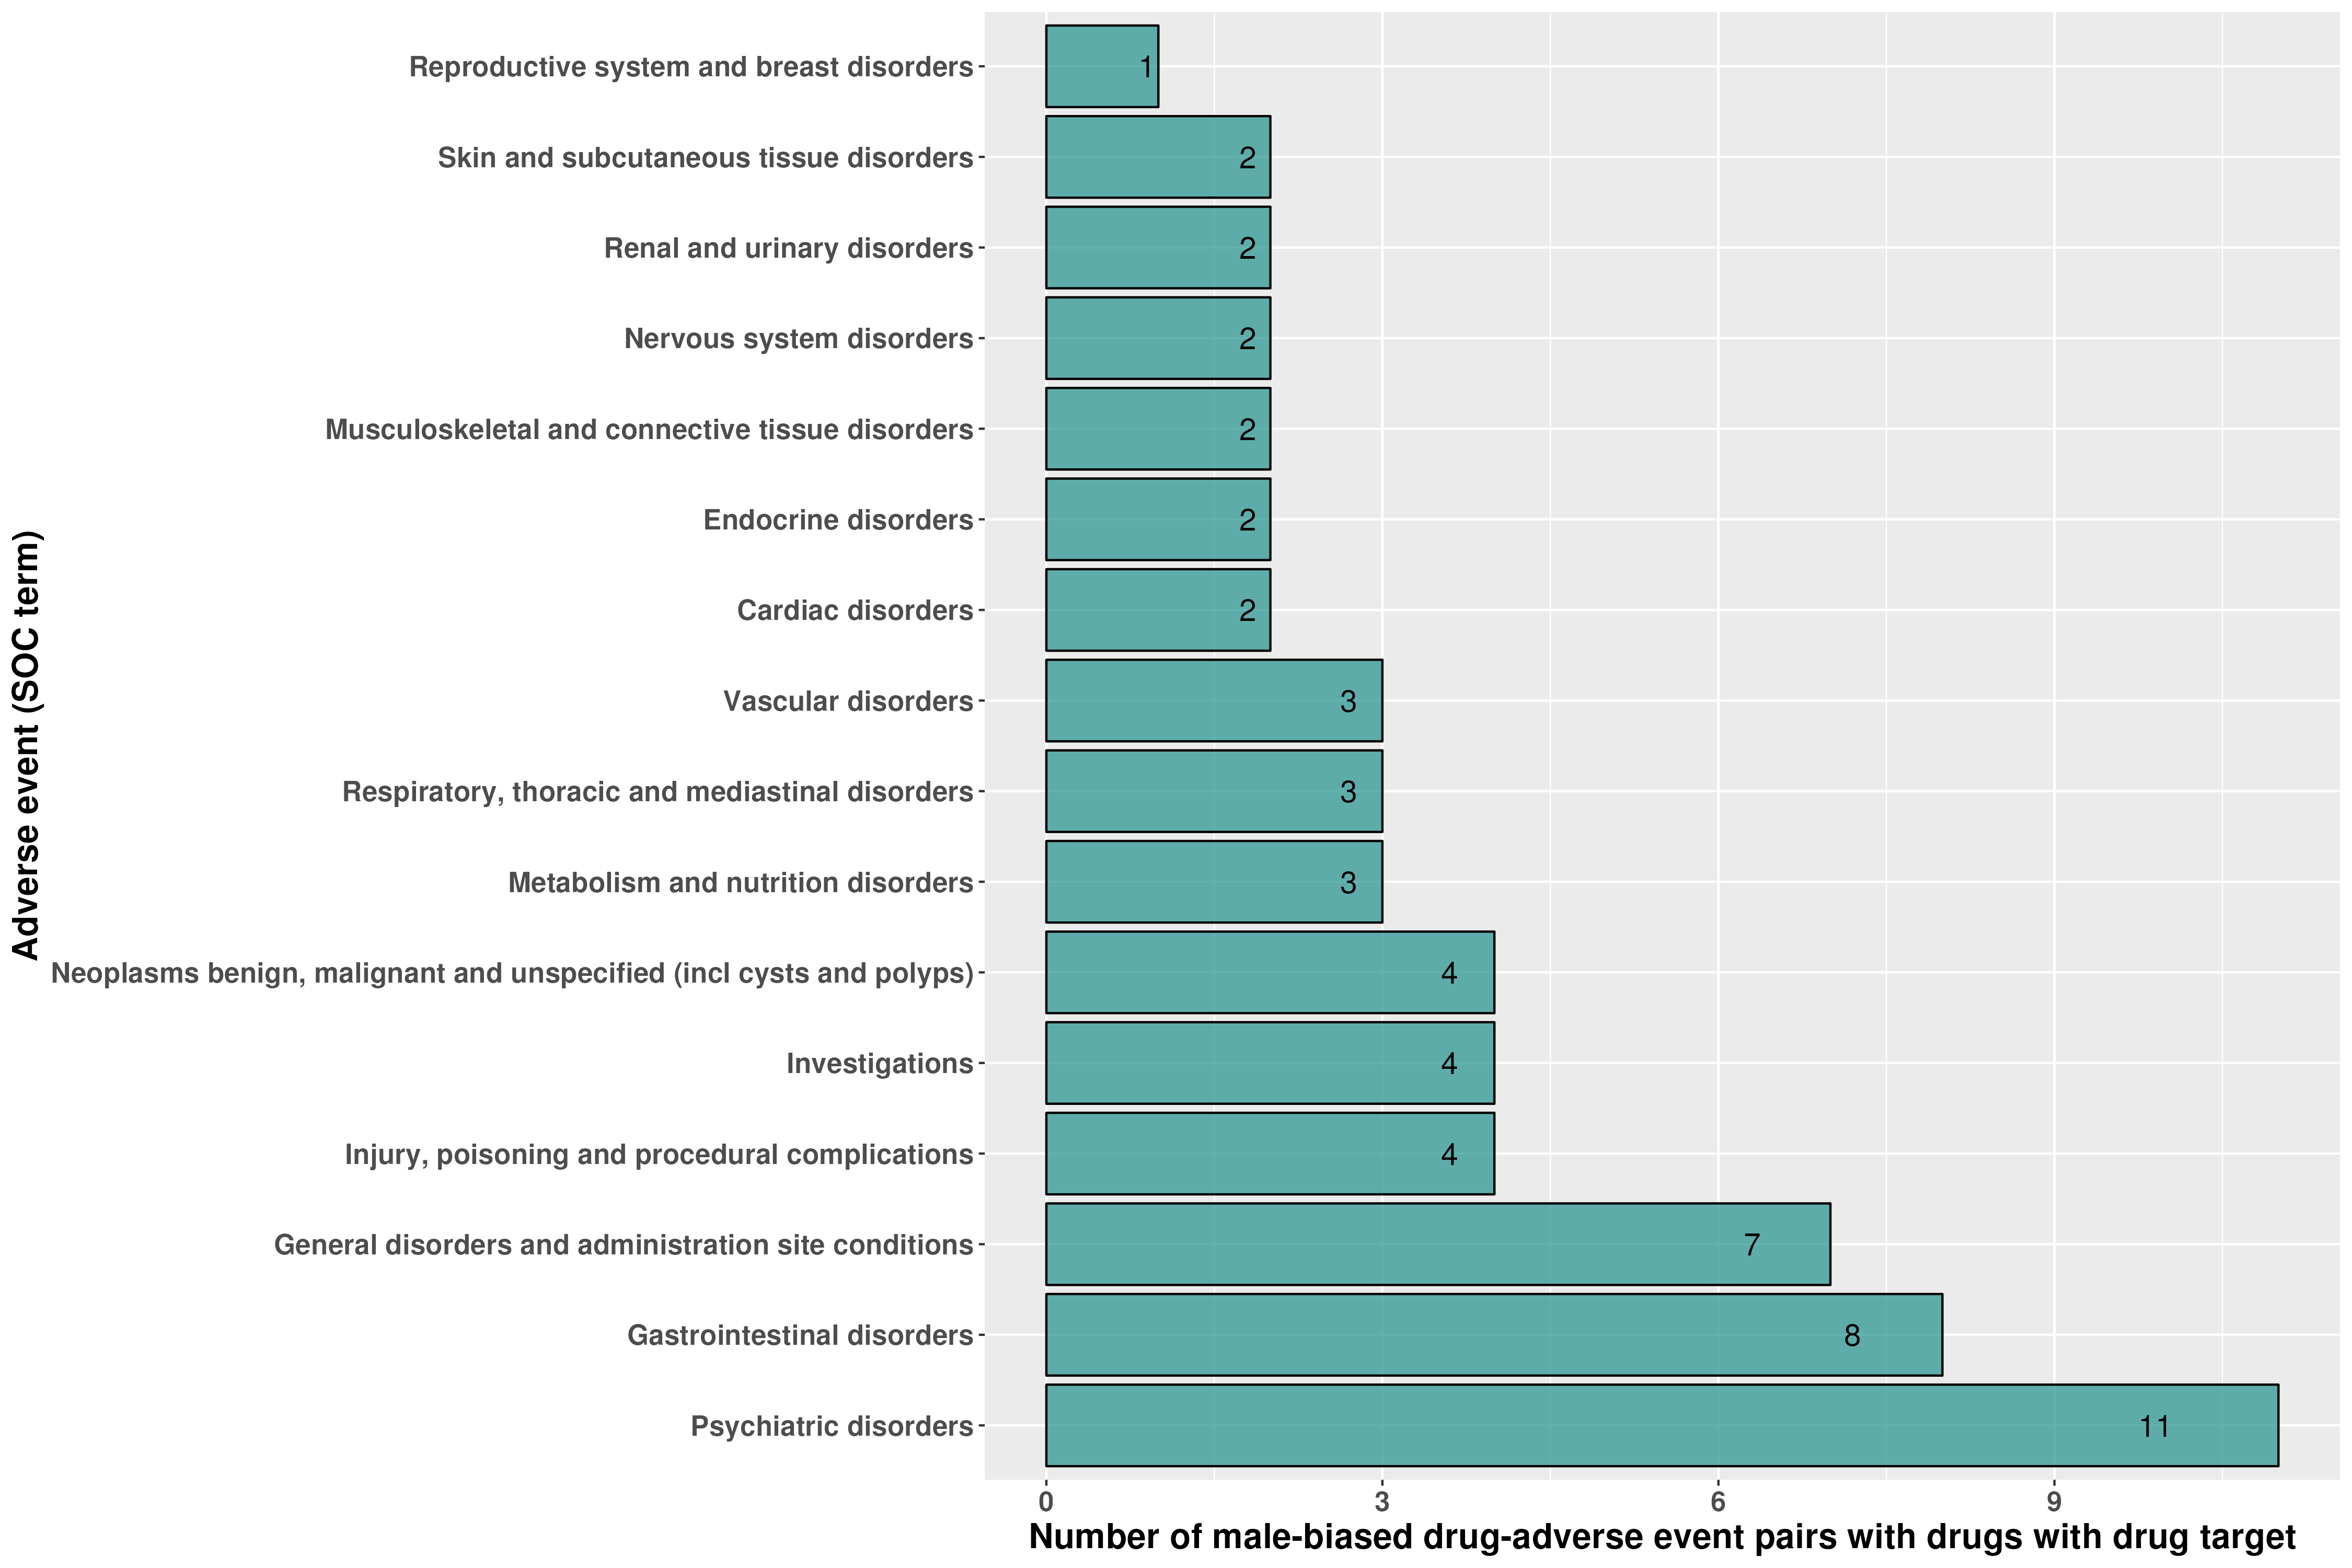 Adverse event (SOC term)
Reproductive system and breast disorders 1
Skin and subcutaneous tissue disorders 2
Renal and urinary disorders 2
Nervous system disorders 2
Musculoskeletal and connective tissue disorders 2
Endocrine disorders 2
Cardiac disorders 2
Vascular disorders 3
Respiratory, thoracic and mediastinal disorders 3
Metabolism and nutrition disorders 3
Neoplasms benign, malignant and unspecified (incl cysts and polyps) 4
Investigations 4
Injury, poisoning and procedural complications 4
General disorders and administration site conditions 7
Gastrointestinal disorders 8
Psychiatric disorders 11
0 3 6 9
Number of male-biased drug-adverse event pairs with drugs with drug target